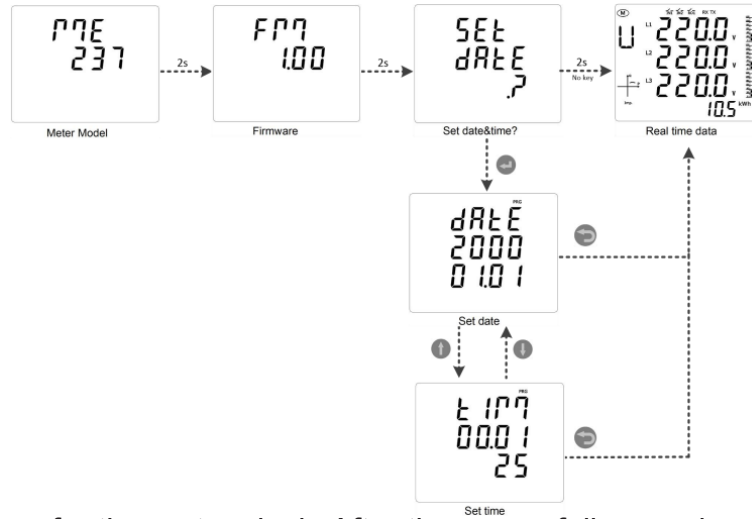 PME
237
Meter Model
2s
FPM
1.00
Firmware
2s
SEt
dAtE
.?
Set date&time?
2s
No key
M
U
L1 220.0 V
L2 220.0 V
L3 220.0 V
10.5 kWh
Real time data
PRG
dAtE
2000
01.01
Set date
PRG
tIM
00.01
25
Set time